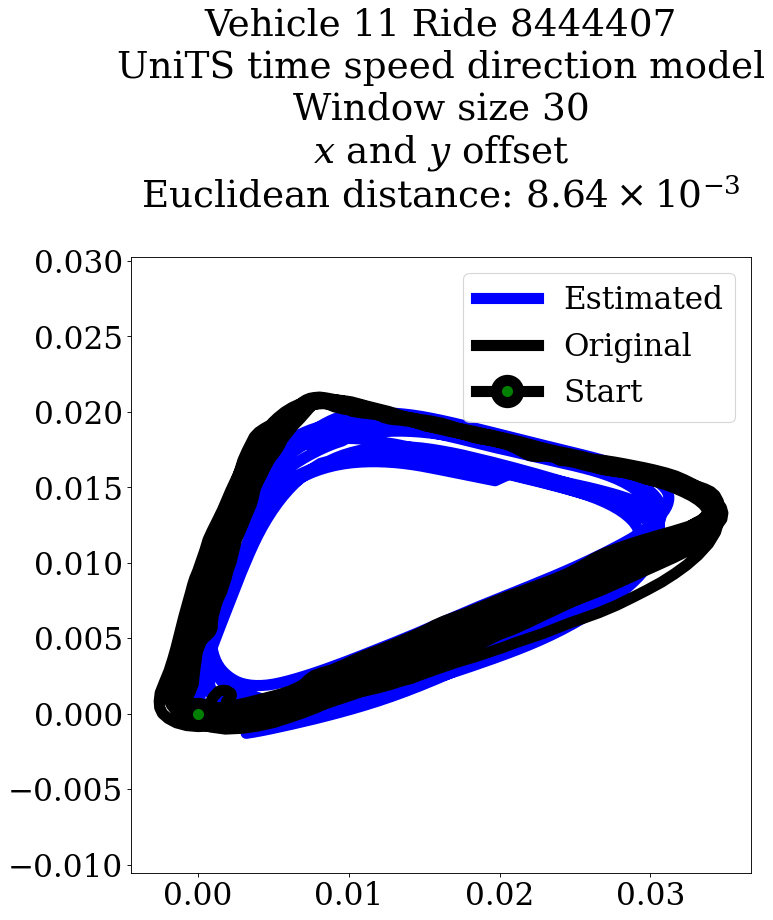 Vehicle 11 Ride 8444407
UniTS time speed direction model
Window size 30
x and y offset
Euclidean distance: 8.64 × 10⁻³
0.030
0.025
0.020
0.015
0.010
0.005
0.000
−0.005
−0.010
Estimated
Original
Start
0.00 0.01 0.02 0.03